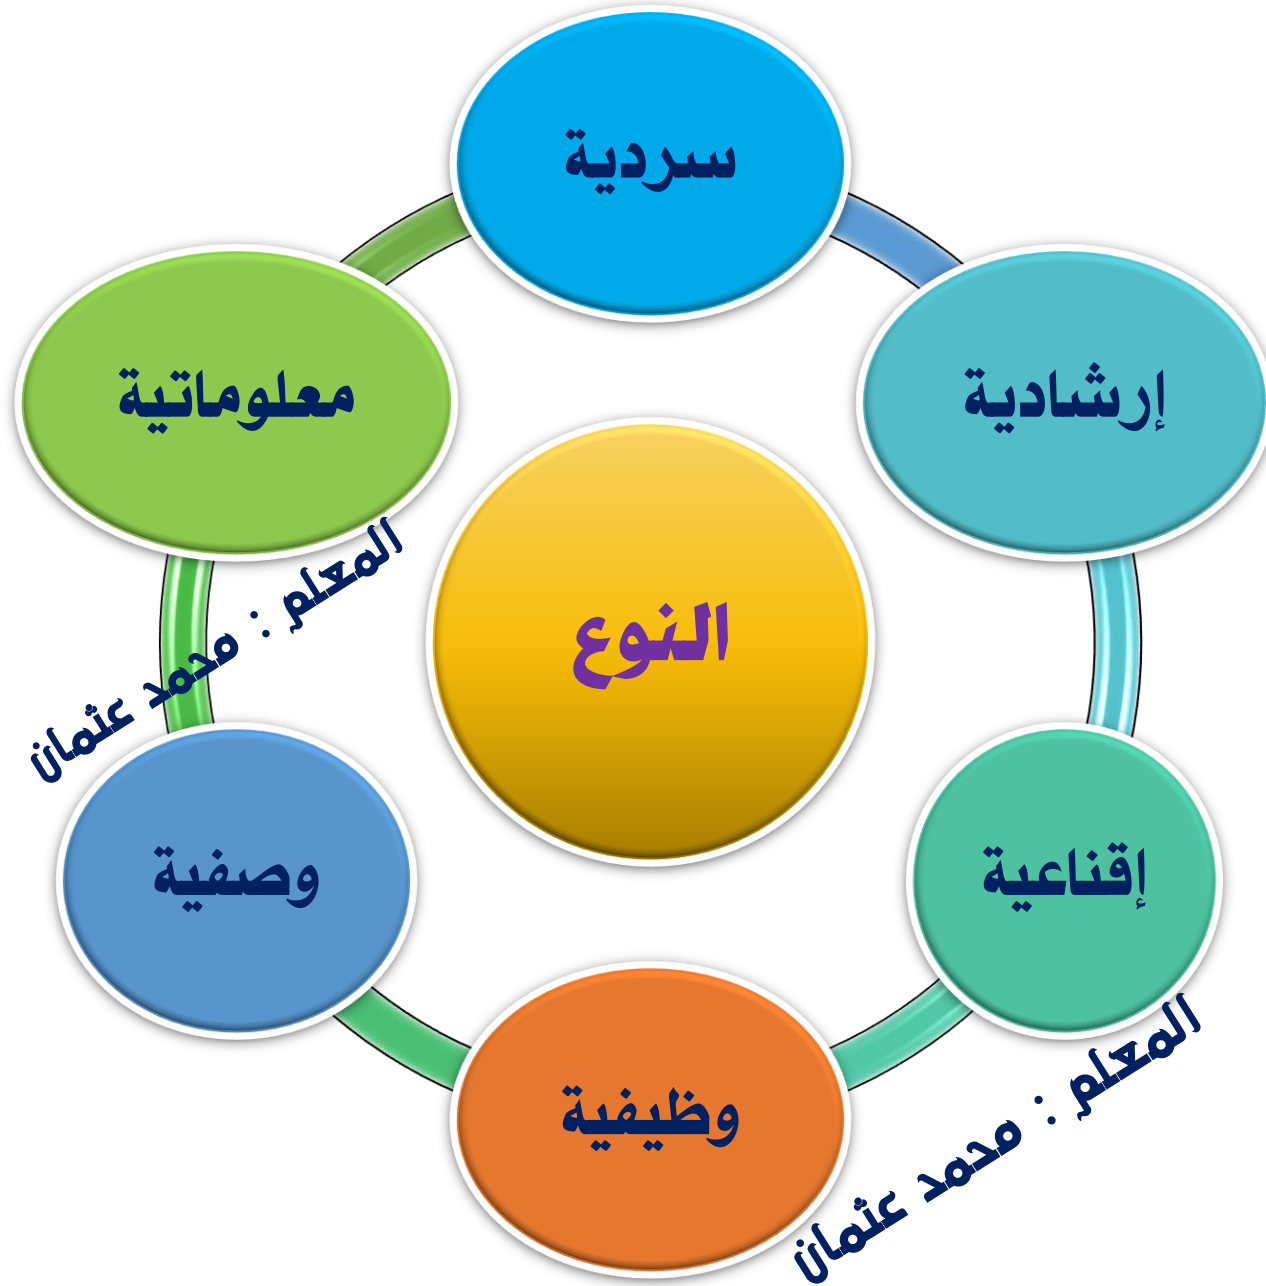 سردية
إرشادية
معلوماتية
النوع
المعلم : محمد عثمان
إقناعية
وصفية
وظيفية
المعلم : محمد عثمان